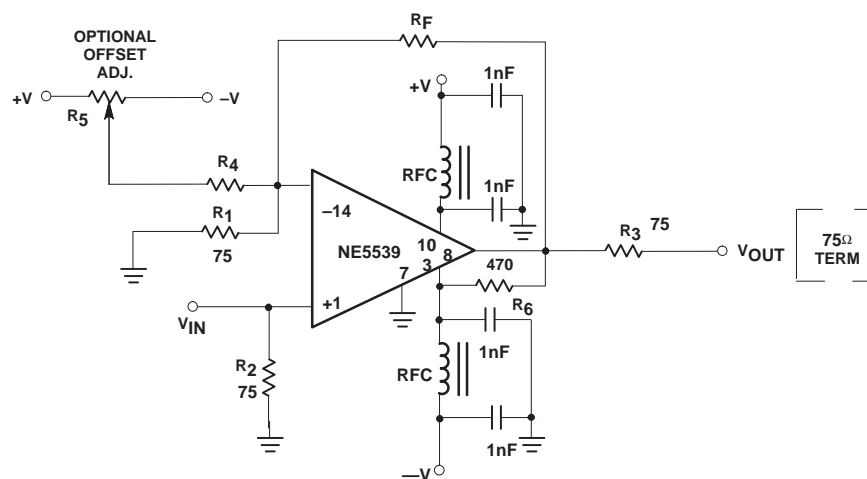 RF
OPTIONAL
OFFSET
ADJ.
+V
–V
R5
+V
1nF
RFC
1nF
R4
R1
75
–14
NE5539
10
3 8
7
+1
470
R6
R3
75
VOUT
75Ω
TERM
VIN
R2
75
1nF
RFC
1nF
—V